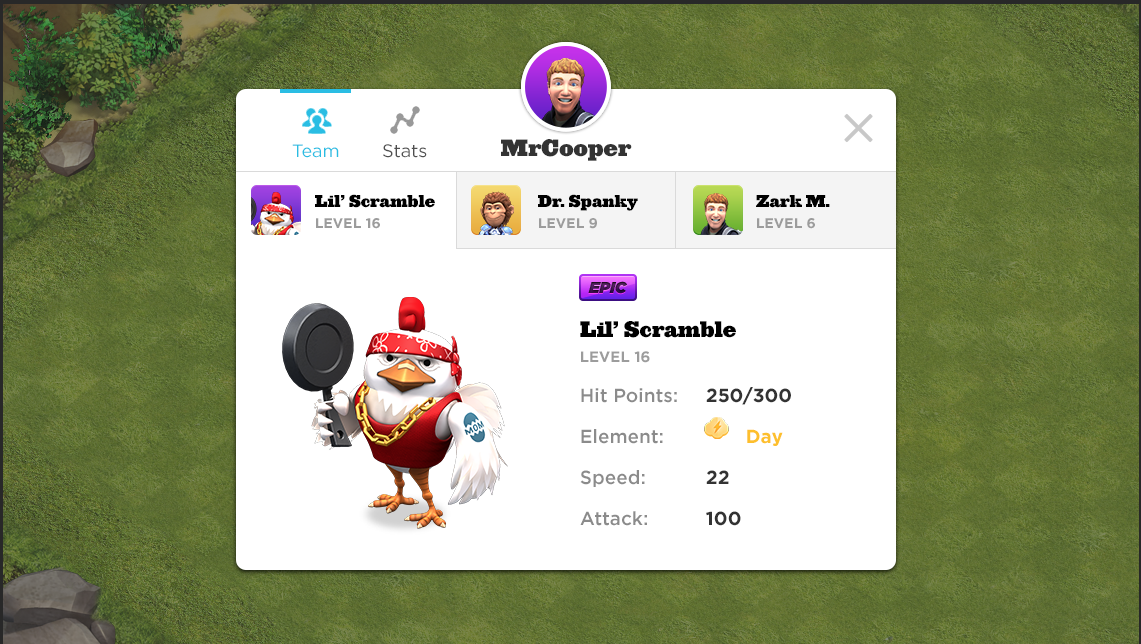 Team
Stats
MrCooper
Lil’ Scramble
LEVEL 16
Dr. Spanky
LEVEL 9
Zark M.
LEVEL 6
EPIC
Lil’ Scramble
LEVEL 16
Hit Points: 250/300
Element: Day
Speed: 22
Attack: 100
MOM